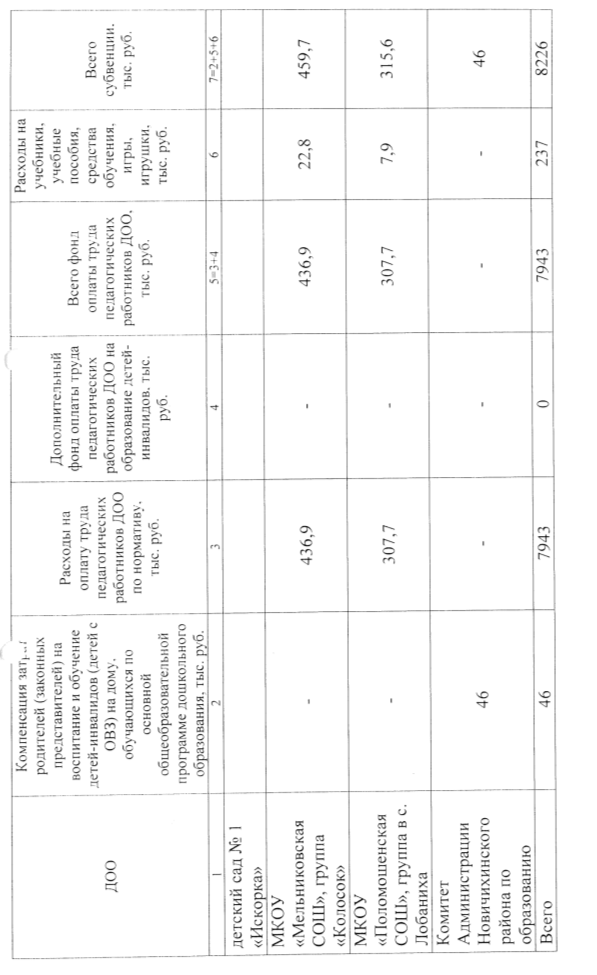 ДОО
Компенсация
родителей (законных
представителей) на
воспитание и обучение
детей-инвалидов (детей с
ОВЗ) на дому,
обучающихся по
основной
общеобразовательной
программе дошкольного
образования, тыс. руб.
Расходы на
оплату труда
педагогических
работников ДОО
по нормативу,
тыс. руб.
Дополнительный
фонд оплаты труда
педагогических
работников ДОО на
образование детей-
инвалидов, тыс.
руб.
Всего фонд
оплаты труда
педагогических
работников ДОО,
тыс. руб.
Расходы на
учебники,
учебные
пособия,
средства
обучения,
игры,
игрушки,
тыс. руб.
Всего
субвенции,
тыс. руб.
1 2 3 4 5=3+4 6 7=2+5+6
детский сад № 1
«Искорка»
МКОУ
«Мельниковская
СОШ», группа
«Колосок»
- 436,9 - 436,9 22,8 459,7
МКОУ
«Поломошенская
СОШ», группа в с.
Лобаниха
- 307,7 - 307,7 7,9 315,6
Комитет
Администрации
Новичихинского
района по
образованию
46 - - - - 46
Всего 46 7943 0 7943 237 8226